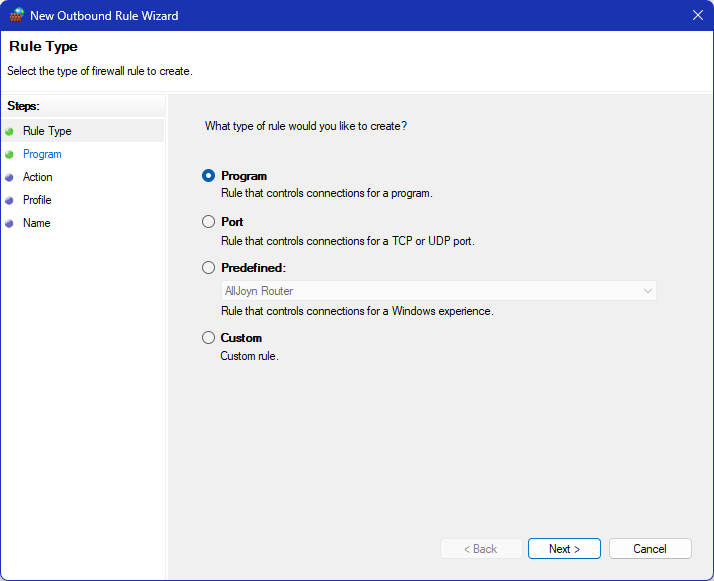 New Outbound Rule Wizard
Rule Type
Select the type of firewall rule to create.
Steps:
Rule Type
Program
Action
Profile
Name
What type of rule would you like to create?
Program
Rule that controls connections for a program.
Port
Rule that controls connections for a TCP or UDP port.
Predefined:
AllJoyn Router
Rule that controls connections for a Windows experience.
Custom
Custom rule.
< Back
Next >
Cancel